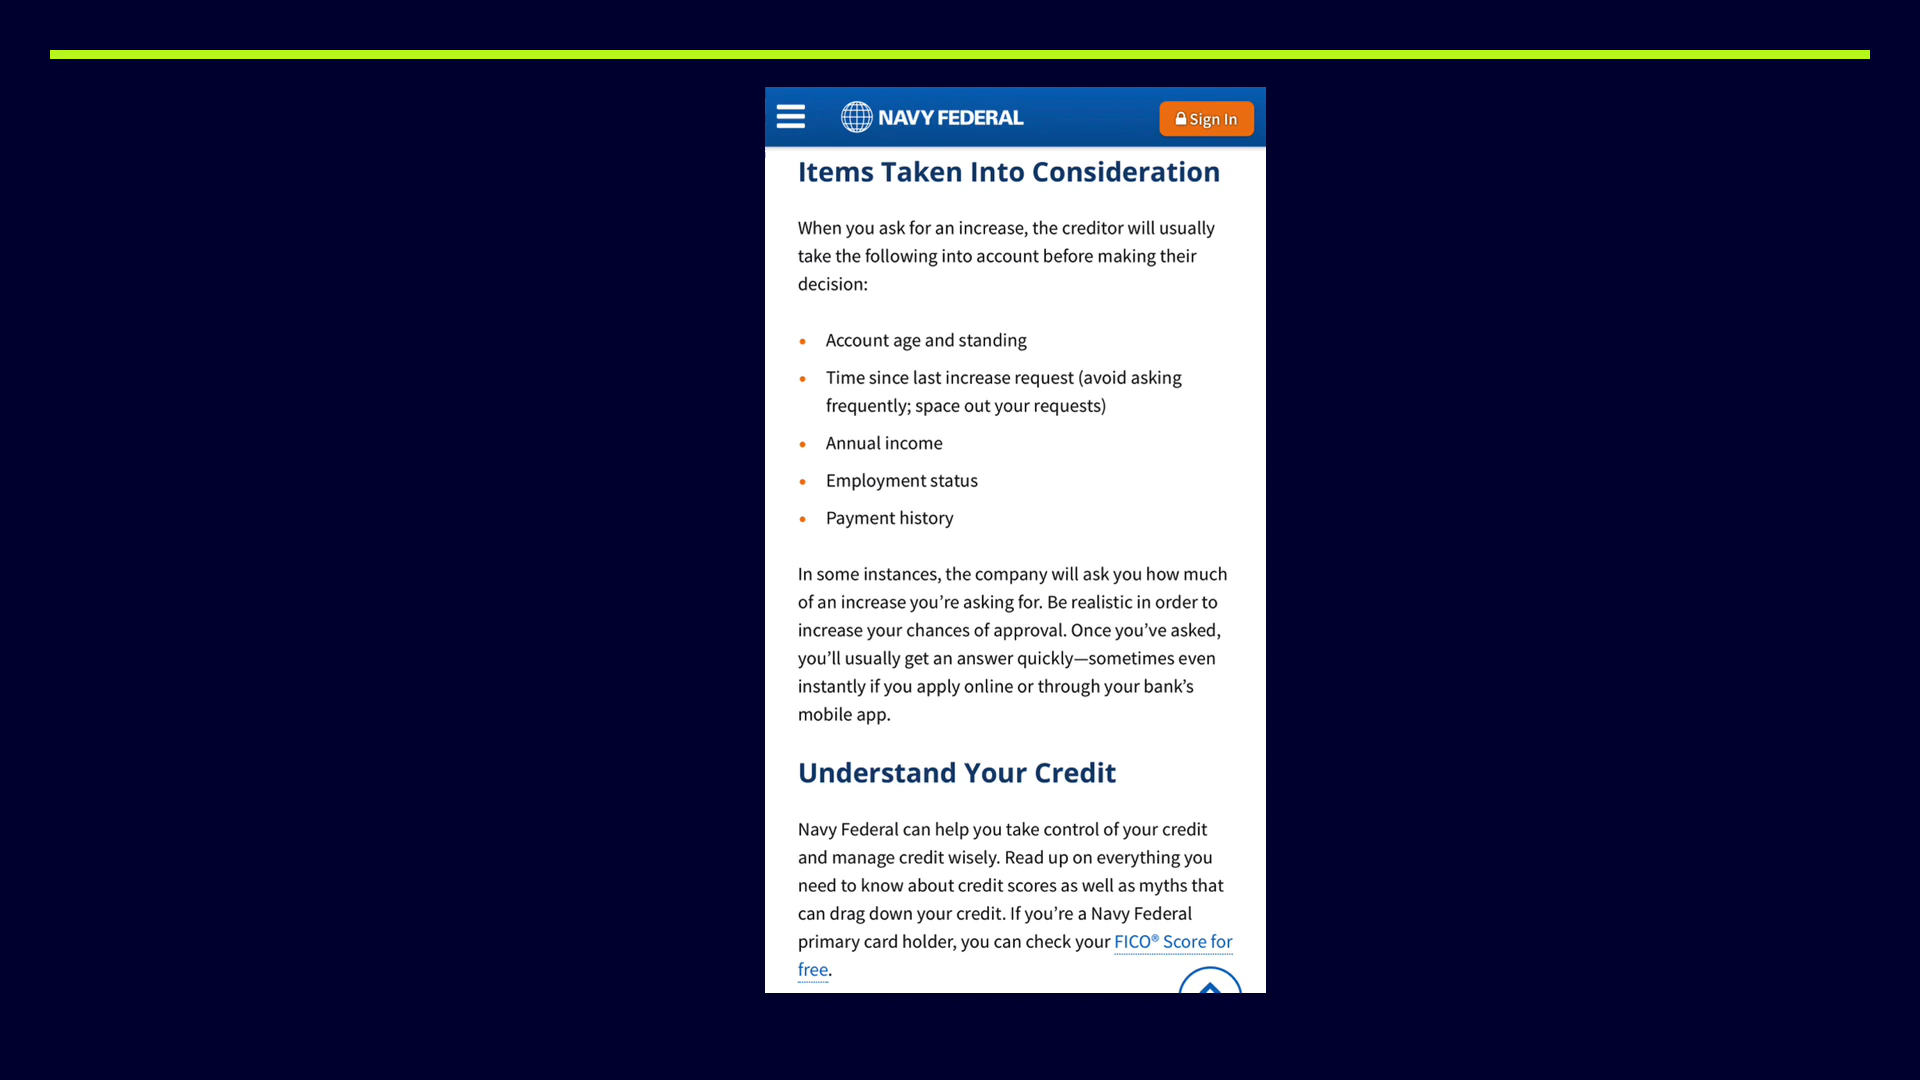 NAVY FEDERAL
Sign In
Items Taken Into Consideration
When you ask for an increase, the creditor will usually
take the following into account before making their
decision:
• Account age and standing
• Time since last increase request (avoid asking
frequently; space out your requests)
• Annual income
• Employment status
• Payment history
In some instances, the company will ask you how much
of an increase you’re asking for. Be realistic in order to
increase your chances of approval. Once you’ve asked,
you’ll usually get an answer quickly—sometimes even
instantly if you apply online or through your bank’s
mobile app.
Understand Your Credit
Navy Federal can help you take control of your credit
and manage credit wisely. Read up on everything you
need to know about credit scores as well as myths that
can drag down your credit. If you’re a Navy Federal
primary card holder, you can check your FICO® Score for
free.